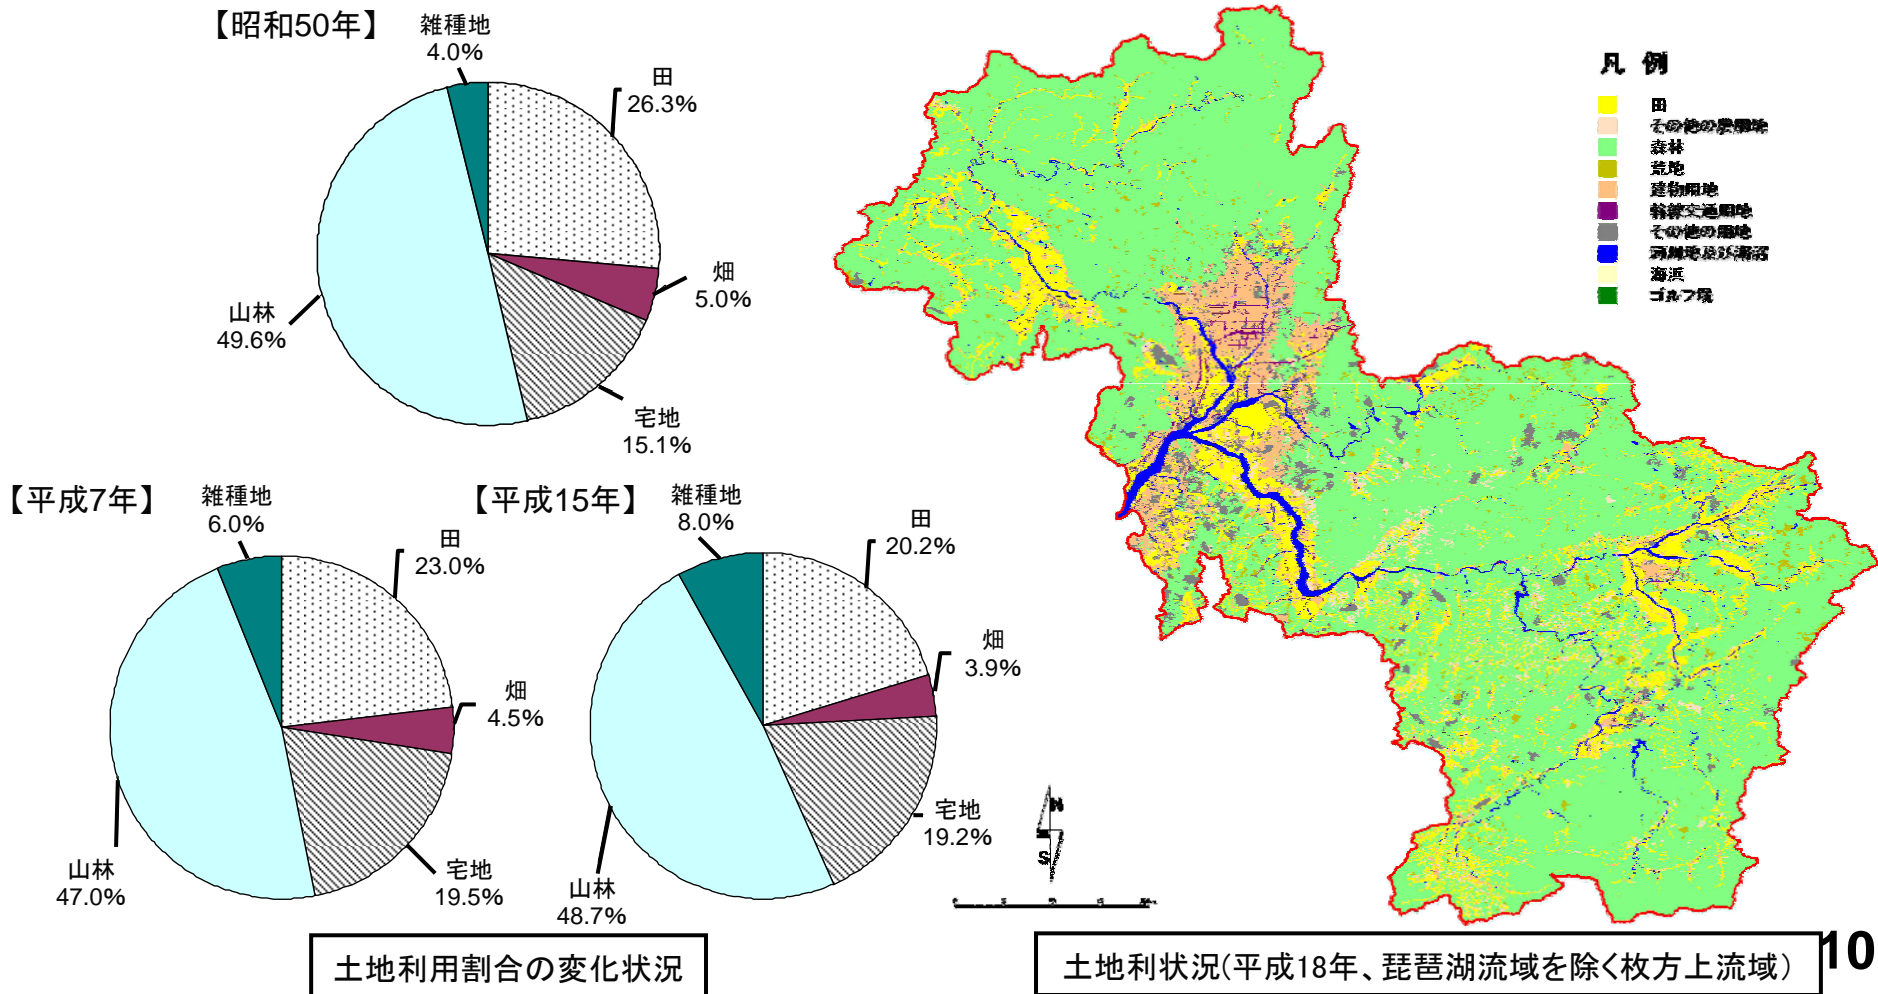 【昭和50年】
雑種地
4.0%
田
26.3%
畑
5.0%
宅地
15.1%
山林
49.6%
【平成7年】
雑種地
6.0%
田
23.0%
畑
4.5%
宅地
19.5%
山林
47.0%
【平成15年】
雑種地
8.0%
田
20.2%
畑
3.9%
宅地
19.2%
山林
48.7%
土地利用割合の変化状況
凡 例
田
その他の農用地
森林
荒地
建物用地
幹線交通用地
その他の用地
河川地及び湖沼
海浜
ゴルフ場
N
S
土地利状況(平成18年、琵琶湖流域を除く枚方上流域)
10